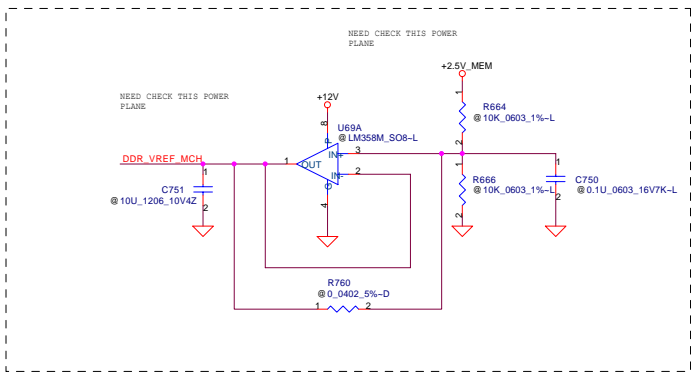 NEED CHECK THIS POWER
PLANE
+2.5V_MEM
NEED CHECK THIS POWER
PLANE
+12V
1
R664
@ 10K_0603_1%~L
2
8
U69A
@ LM358M_SO8~L
P
IN+
3
DDR_VREF_MCH
1
OUT
IN-
2
G
4
1
C751
@ 10U_1206_10V4Z
2
1
R666
@ 10K_0603_1%~L
2
1
C750
@ 0.1U_0603_16V7K~L
2
R760
@ 0_0402_5%~D
1
2